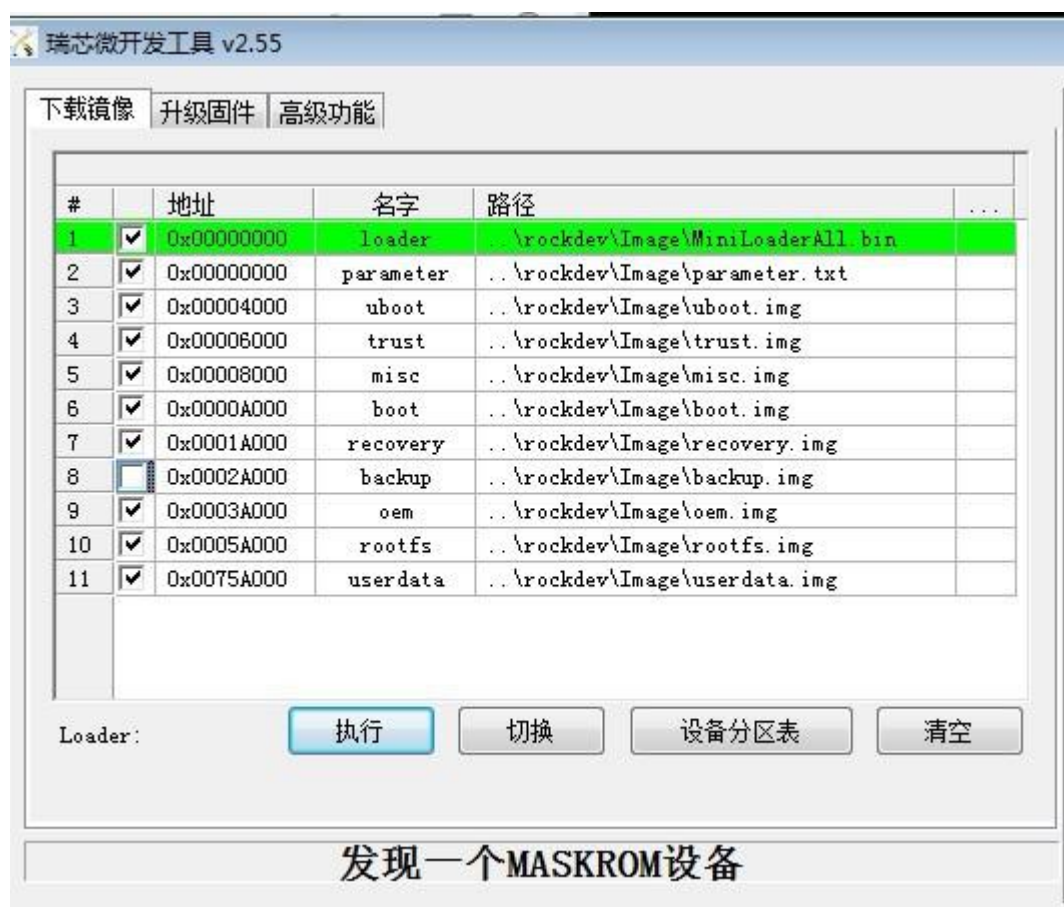 瑞芯微开发工具 v2.55
下载镜像 升级固件 高级功能
# 地址 名字 路径 ...
1 0x00000000 loader ..\rockdev\Image\MiniLoaderAll.bin
2 0x00000000 parameter ..\rockdev\Image\parameter.txt
3 0x00004000 uboot ..\rockdev\Image\uboot.img
4 0x00006000 trust ..\rockdev\Image\trust.img
5 0x00008000 misc ..\rockdev\Image\misc.img
6 0x0000A000 boot ..\rockdev\Image\boot.img
7 0x0001A000 recovery ..\rockdev\Image\recovery.img
8 0x0002A000 backup ..\rockdev\Image\backup.img
9 0x0003A000 oem ..\rockdev\Image\oem.img
10 0x0005A000 rootfs ..\rockdev\Image\rootfs.img
11 0x0075A000 userdata ..\rockdev\Image\userdata.img
Loader: 执行 切换 设备分区表 清空
发现一个MASKROM设备